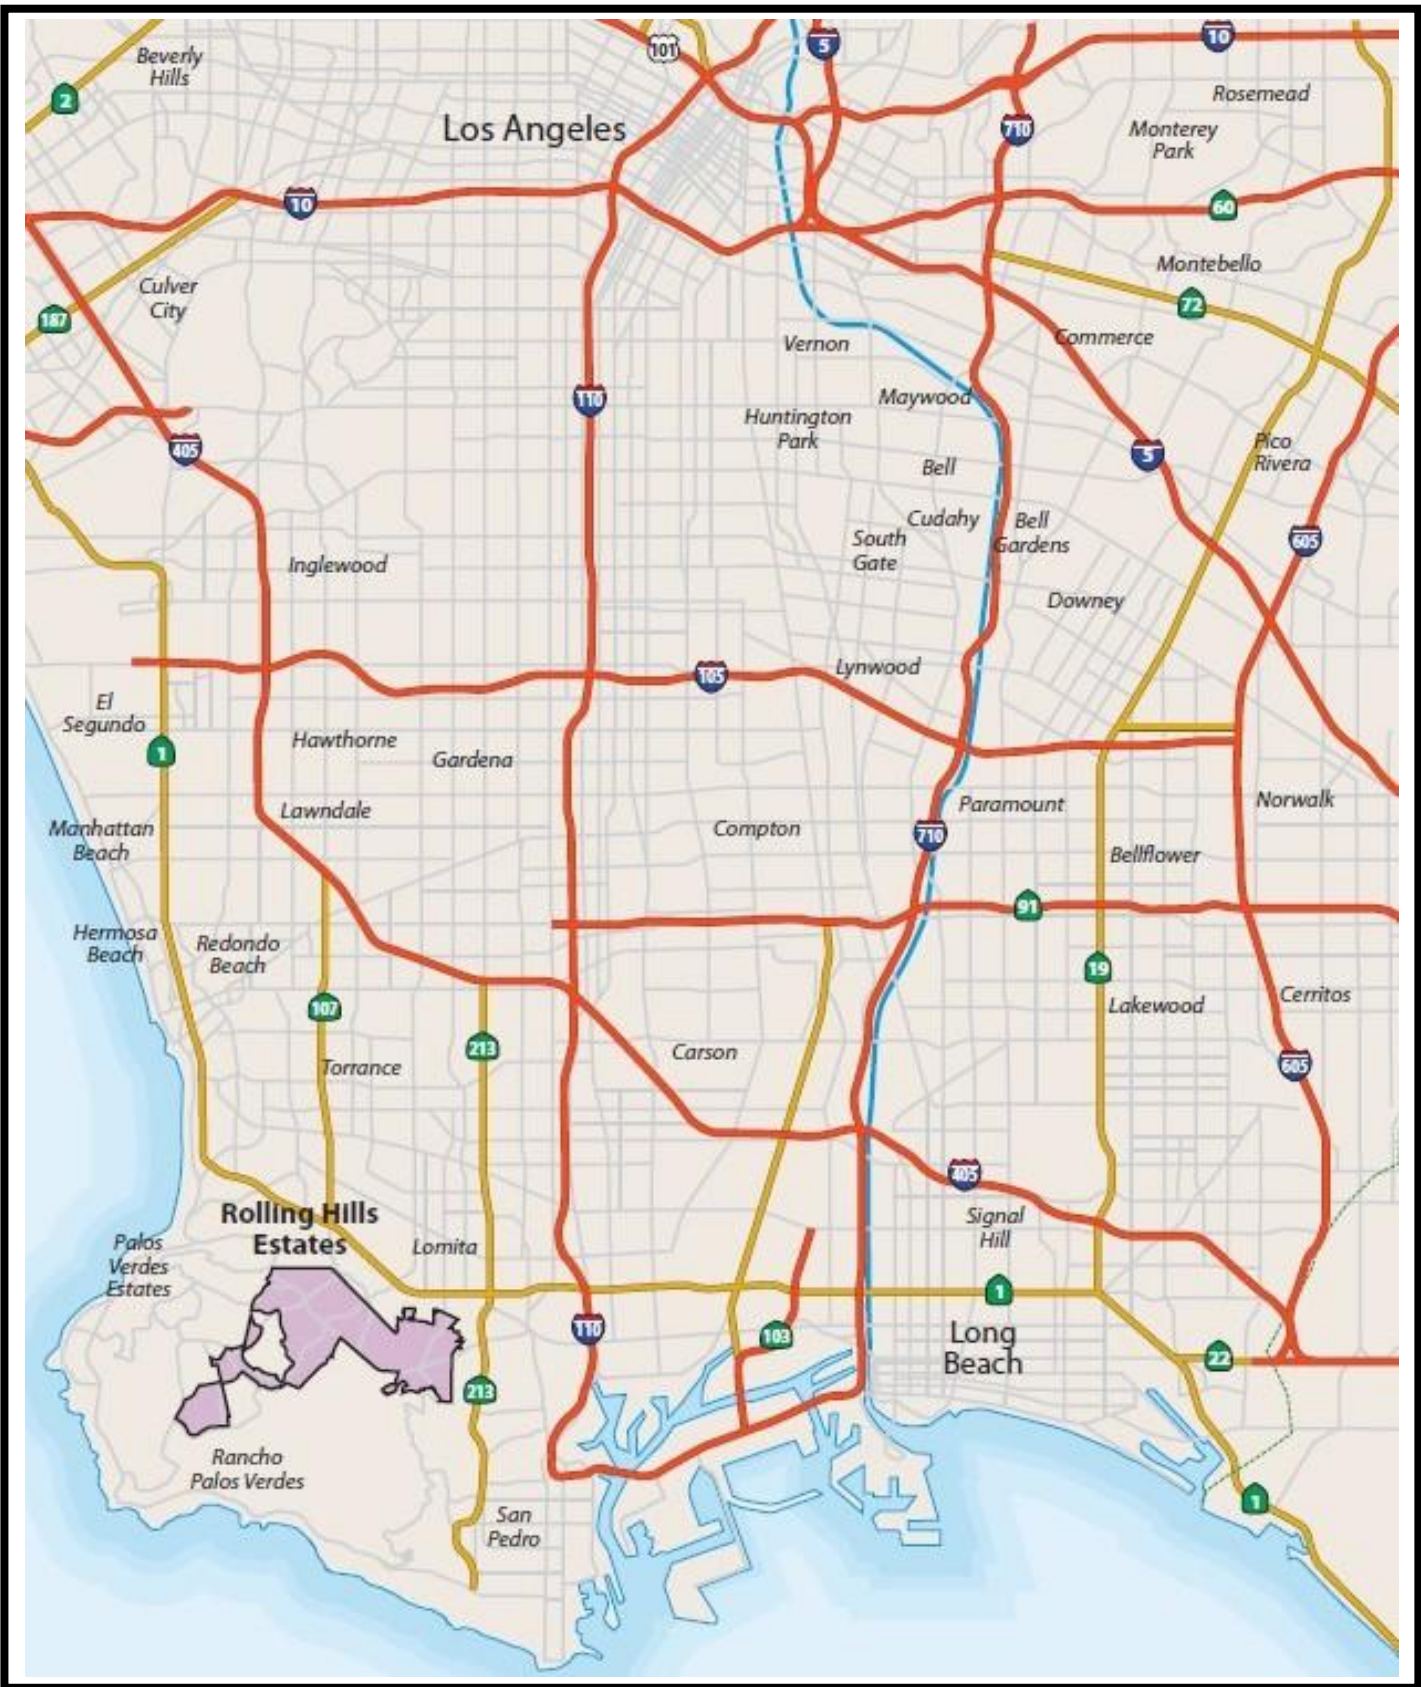 101
5
10
Beverly
Hills
2
Rosemead
Los Angeles
710
Monterey
Park
10
60
Montebello
Culver
City
72
187
Vernon
Commerce
Maywood
110
Huntington
Park
405
5
Pico
Rivera
Bell
Cudahy
Bell
Gardens
South
Gate
605
Inglewood
Downey
Lynwood
105
El
Segundo
Hawthorne
1
Gardena
Norwalk
Paramount
Lawndale
Manhattan
Beach
Compton
710
Bellflower
91
Hermosa
Beach
Redondo
Beach
19
Cerritos
107
Lakewood
213
Carson
Torrance
605
405
Rolling Hills
Estates
Signal
Hill
Palos
Verdes
Estates
Lomita
1
110
103
Long
Beach
22
213
Rancho
Palos Verdes
1
San
Pedro